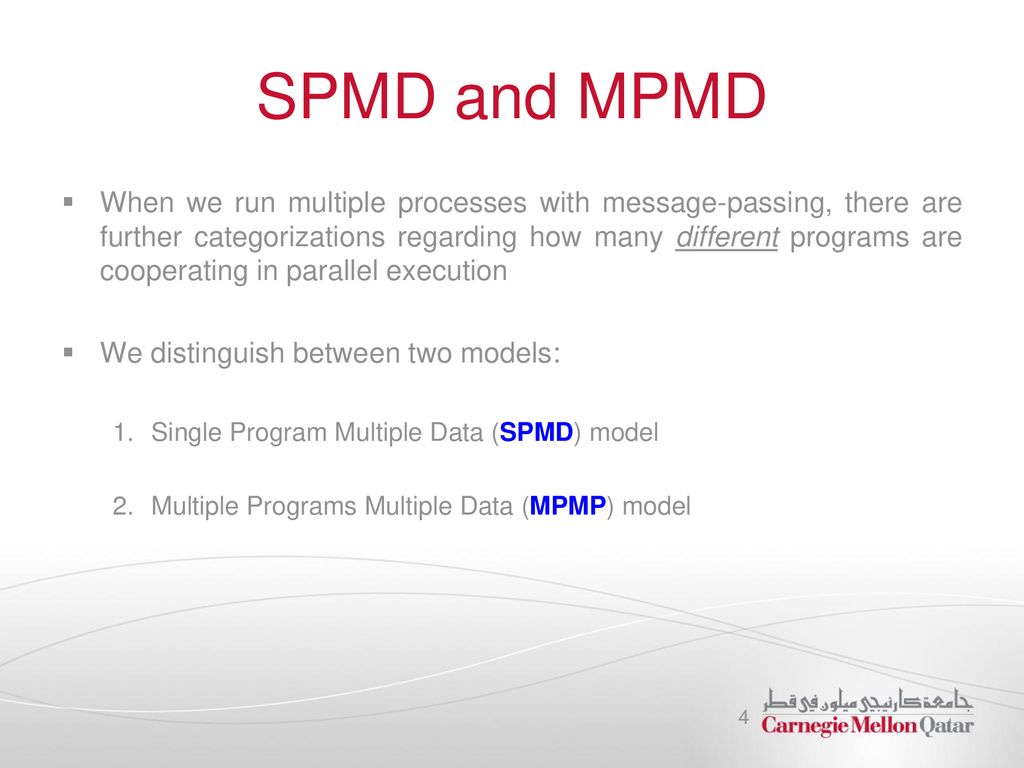 SPMD and MPMD
▪ When we run multiple processes with message-passing, there are
further categorizations regarding how many different programs are
cooperating in parallel execution
▪ We distinguish between two models:
1. Single Program Multiple Data (SPMD) model
2. Multiple Programs Multiple Data (MPMP) model
جامعة كارنيجي ميلون في قطر
4
Carnegie Mellon Qatar